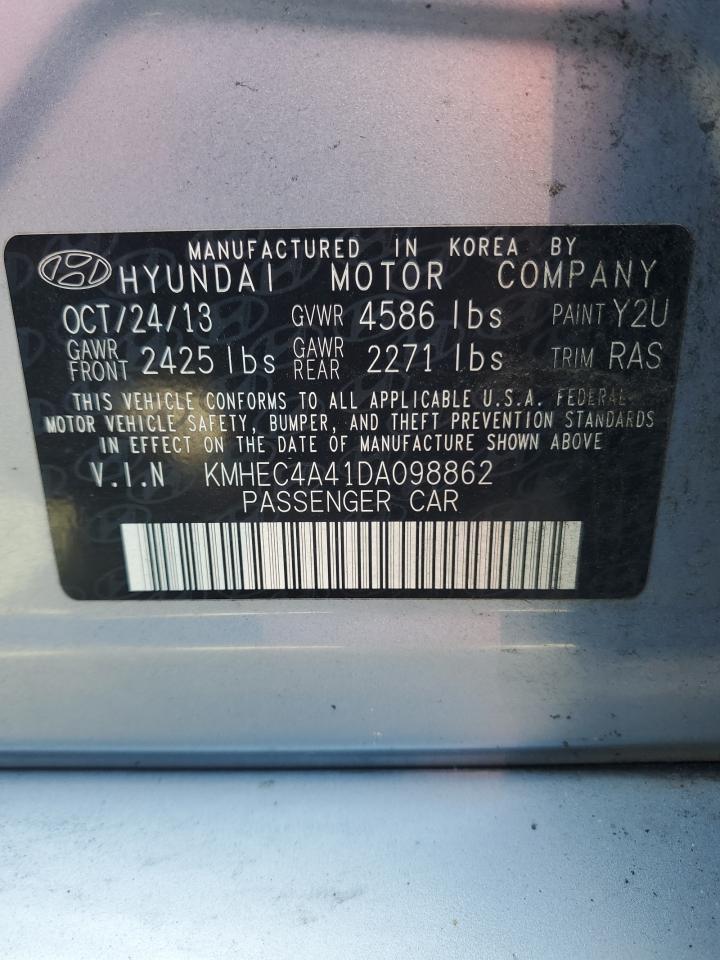 MANUFACTURED IN KOREA BY
HYUNDAI MOTOR COMPANY
OCT/24/13 GVWR 4586 lbs PAINT Y2U
GAWR FRONT 2425 lbs GAWR REAR 2271 lbs TRIM RAS
THIS VEHICLE CONFORMS TO ALL APPLICABLE U.S.A. FEDERAL
MOTOR VEHICLE SAFETY, BUMPER, AND THEFT PREVENTION STANDARDS
IN EFFECT ON THE DATE OF MANUFACTURE SHOWN ABOVE
V.I.N KMHEC4A41DA098862
PASSENGER CAR